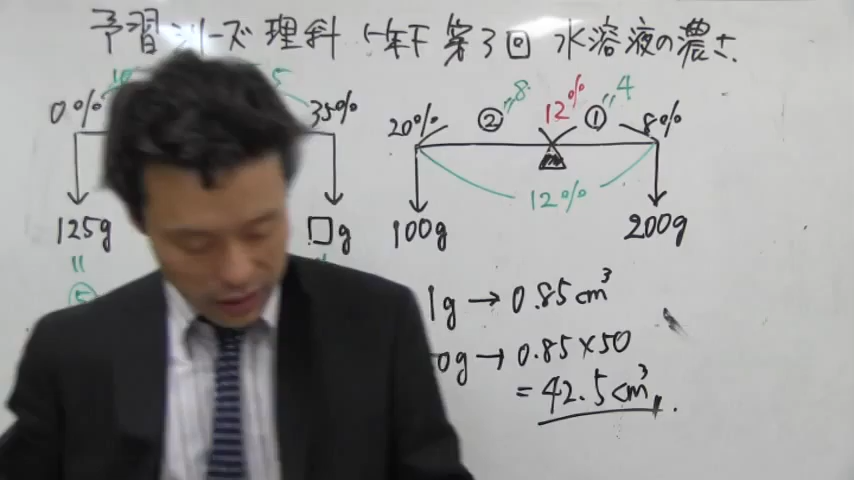 予習シリーズ 理科 5年下 第3回 水溶液の濃さ
0% 35%
125g □g
⑤
20% ② 8 12% ① 4 8%
12%
100g 200g
1g → 0.85cm³
0g → 0.85×50
= 42.5cm³